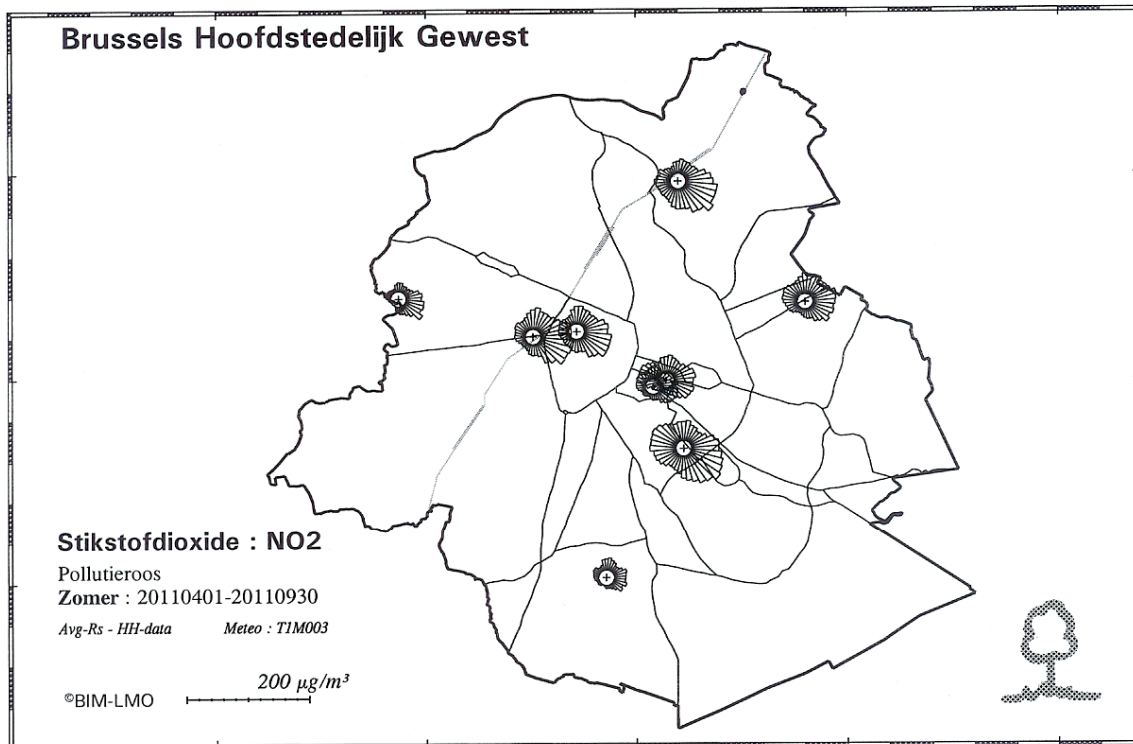 Brussels Hoofdstedelijk Gewest
Stikstofdioxide : NO2
Pollutieroos
Zomer : 20110401-20110930
Avg-Rs - HH-data Meteo : T1M003
200 µg/m³
©BIM-LMO